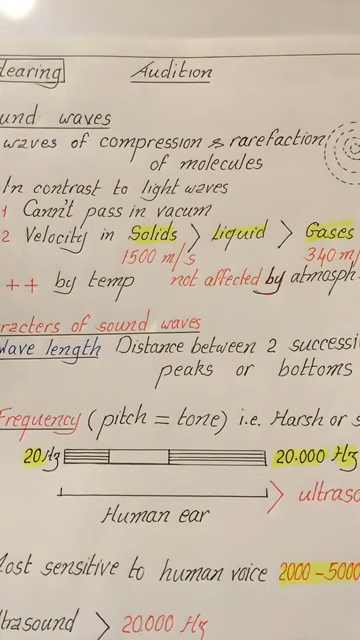 Hearing Audition
ound waves
waves of compression & rarefaction
of molecules
In contrast to light waves
1 Cann't pass in vacum
2 Velocity in Solids > Liquid > Gases
1500 m/s 340 m/
++ by temp not affected by atmosph
racters of sound waves
Wave length Distance between 2 successi
peaks or bottoms
Frequency (pitch = tone) i.e. Harsh or s
20 Hz 20.000 Hz
> ultraso
Human ear
Most sensitive to human voice 2000 - 5000
ltrasound > 20.000 Hz